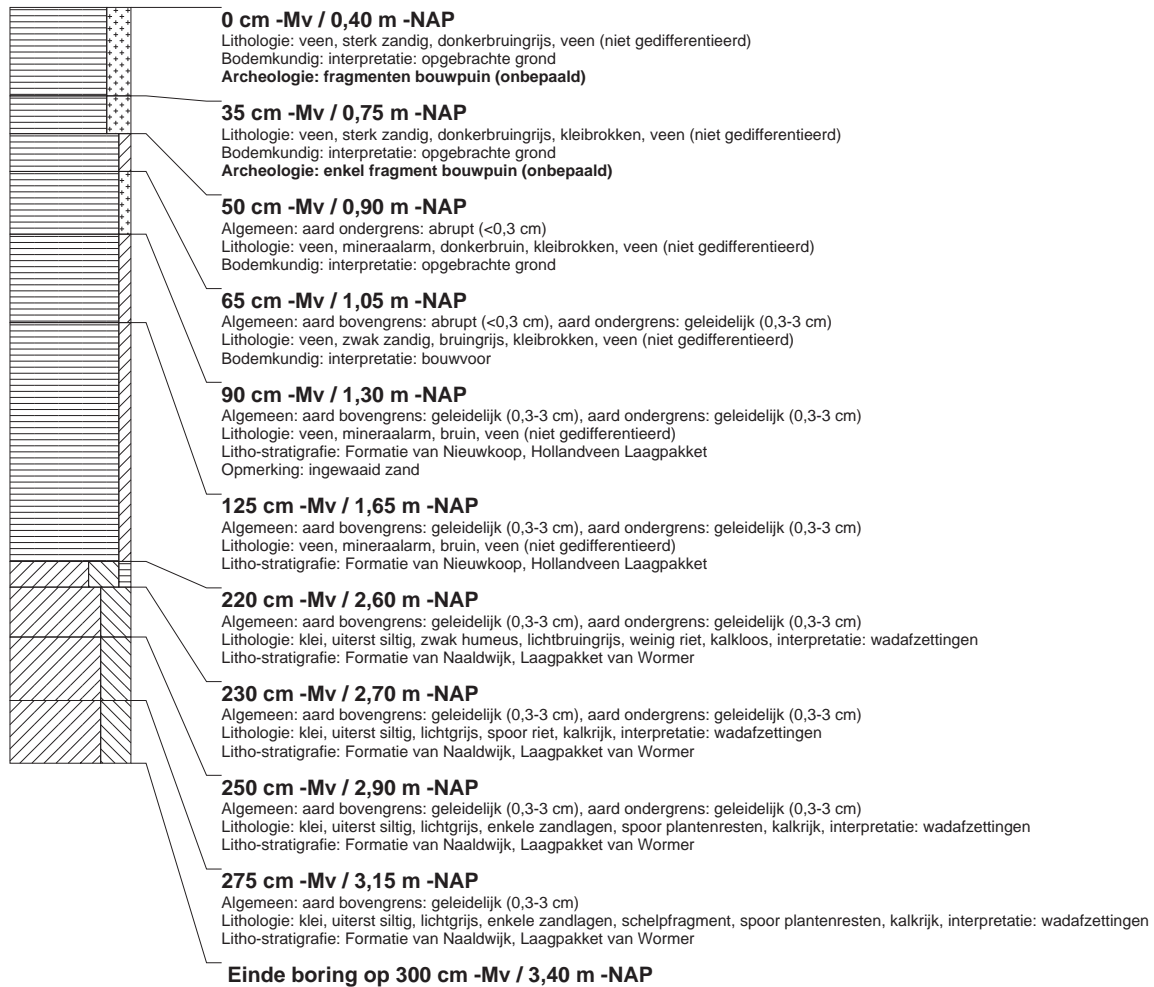 0 cm -Mv / 0,40 m -NAP
Lithologie: veen, sterk zandig, donkerbruingrijs, veen (niet gedifferentieerd)
Bodemkundig: interpretatie: opgebrachte grond
Archeologie: fragmenten bouwpuin (onbepaald)
35 cm -Mv / 0,75 m -NAP
Lithologie: veen, sterk zandig, donkerbruingrijs, kleibrokken, veen (niet gedifferentieerd)
Bodemkundig: interpretatie: opgebrachte grond
Archeologie: enkel fragment bouwpuin (onbepaald)
50 cm -Mv / 0,90 m -NAP
Algemeen: aard ondergrens: abrupt (<0,3 cm)
Lithologie: veen, mineraalarm, donkerbruin, kleibrokken, veen (niet gedifferentieerd)
Bodemkundig: interpretatie: opgebrachte grond
65 cm -Mv / 1,05 m -NAP
Algemeen: aard bovengrens: abrupt (<0,3 cm), aard ondergrens: geleidelijk (0,3-3 cm)
Lithologie: veen, zwak zandig, bruingrijs, kleibrokken, veen (niet gedifferentieerd)
Bodemkundig: interpretatie: bouwvoor
90 cm -Mv / 1,30 m -NAP
Algemeen: aard bovengrens: geleidelijk (0,3-3 cm), aard ondergrens: geleidelijk (0,3-3 cm)
Lithologie: veen, mineraalarm, bruin, veen (niet gedifferentieerd)
Litho-stratigrafie: Formatie van Nieuwkoop, Hollandveen Laagpakket
Opmerking: ingewaaid zand
125 cm -Mv / 1,65 m -NAP
Algemeen: aard bovengrens: geleidelijk (0,3-3 cm), aard ondergrens: geleidelijk (0,3-3 cm)
Lithologie: veen, mineraalarm, bruin, veen (niet gedifferentieerd)
Litho-stratigrafie: Formatie van Nieuwkoop, Hollandveen Laagpakket
220 cm -Mv / 2,60 m -NAP
Algemeen: aard bovengrens: geleidelijk (0,3-3 cm), aard ondergrens: geleidelijk (0,3-3 cm)
Lithologie: klei, uiterst siltig, zwak humeus, lichtbruingrijs, weinig riet, kalkloos, interpretatie: wadafzettingen
Litho-stratigrafie: Formatie van Naaldwijk, Laagpakket van Wormer
230 cm -Mv / 2,70 m -NAP
Algemeen: aard bovengrens: geleidelijk (0,3-3 cm), aard ondergrens: geleidelijk (0,3-3 cm)
Lithologie: klei, uiterst siltig, lichtgrijs, spoor riet, kalkrijk, interpretatie: wadafzettingen
Litho-stratigrafie: Formatie van Naaldwijk, Laagpakket van Wormer
250 cm -Mv / 2,90 m -NAP
Algemeen: aard bovengrens: geleidelijk (0,3-3 cm), aard ondergrens: geleidelijk (0,3-3 cm)
Lithologie: klei, uiterst siltig, lichtgrijs, enkele zandlagen, spoor plantenresten, kalkrijk, interpretatie: wadafzettingen
Litho-stratigrafie: Formatie van Naaldwijk, Laagpakket van Wormer
275 cm -Mv / 3,15 m -NAP
Algemeen: aard bovengrens: geleidelijk (0,3-3 cm)
Lithologie: klei, uiterst siltig, lichtgrijs, enkele zandlagen, schelpfragment, spoor plantenresten, kalkrijk, interpretatie: wadafzettingen
Litho-stratigrafie: Formatie van Naaldwijk, Laagpakket van Wormer
Einde boring op 300 cm -Mv / 3,40 m -NAP